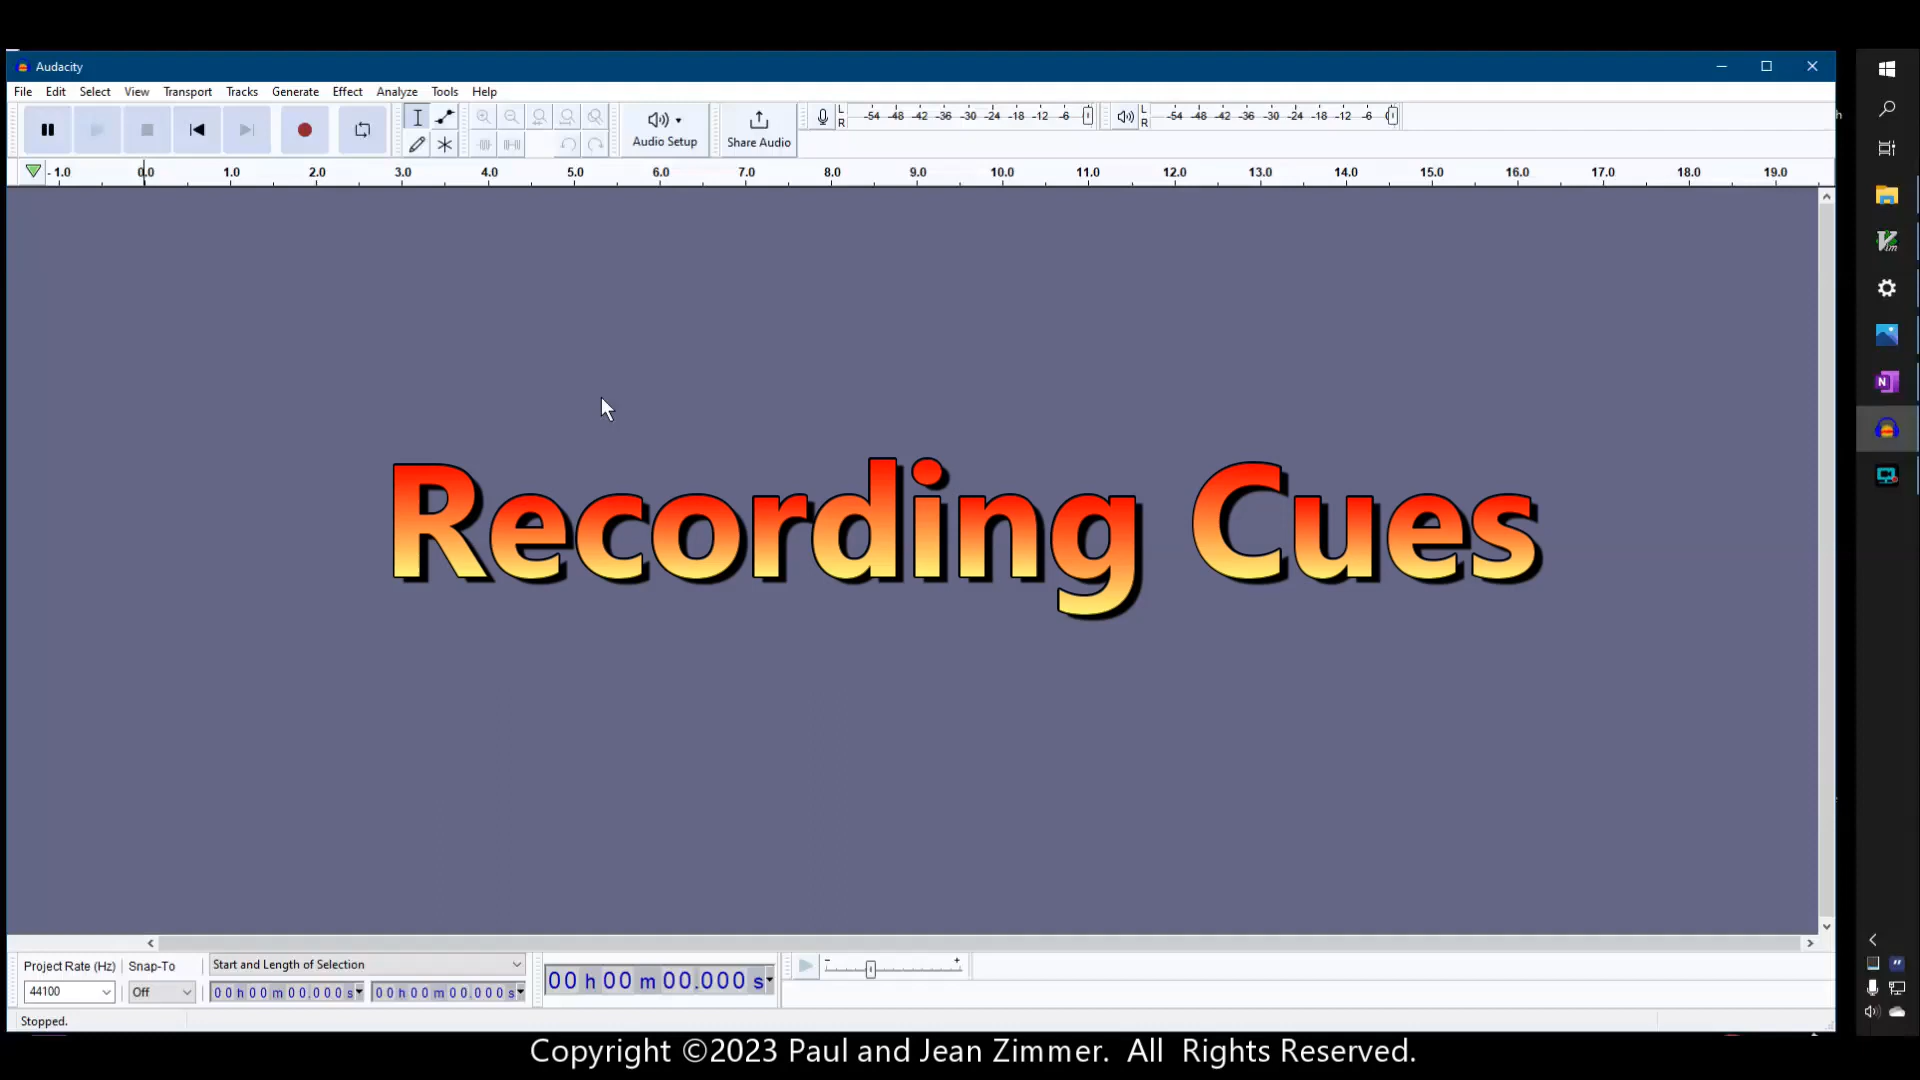 Audacity
File Edit Select View Transport Tracks Generate Effect Analyze Tools Help
L -54 -48 -42 -36 -30 -24 -18 -12 -6 0 L -54 -48 -42 -36 -30 -24 -18 -12 -6 0
R R
Audio Setup Share Audio
-1.0 0.0 1.0 2.0 3.0 4.0 5.0 6.0 7.0 8.0 9.0 10.0 11.0 12.0 13.0 14.0 15.0 16.0 17.0 18.0 19.0
Recording Cues
Project Rate (Hz) Snap-To Start and Length of Selection
44100 Off 00 h 00 m 00.000 s 00 h 00 m 00.000 s 00 h 00 m 00.000 s - +
Stopped.
Copyright ©2023 Paul and Jean Zimmer. All Rights Reserved.